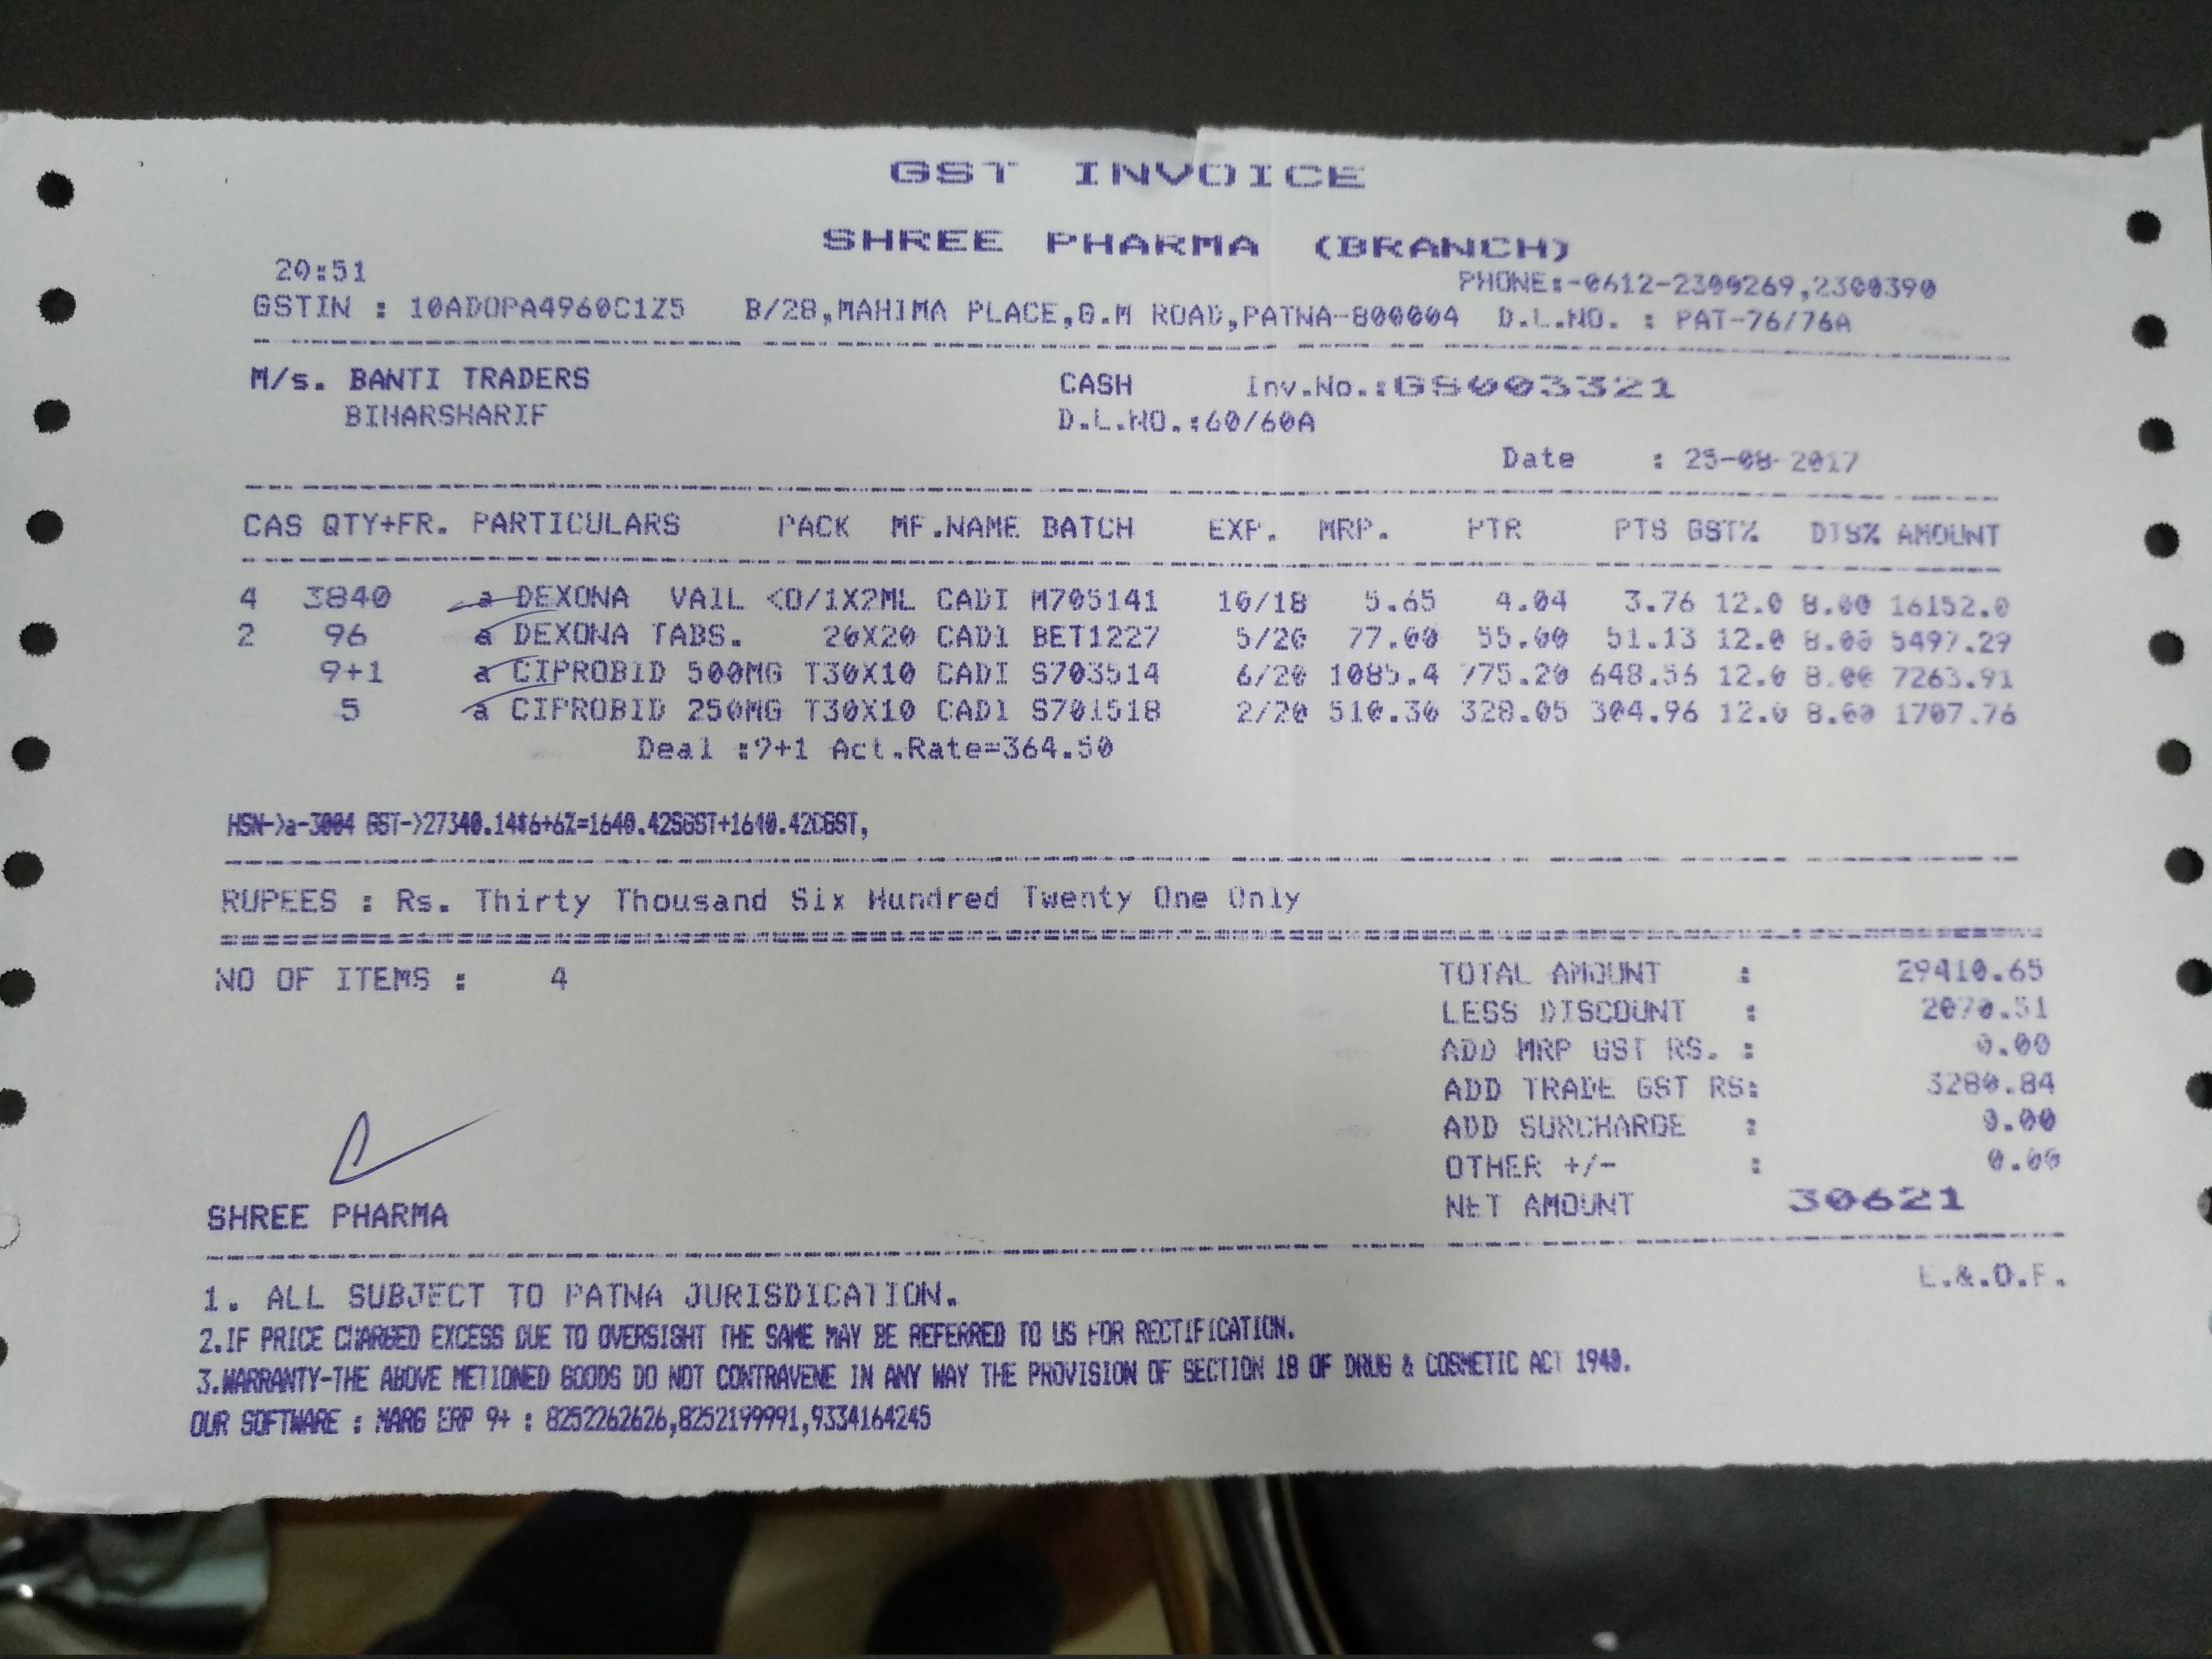 GST INVOICE
SHREE PHARMA (BRANCH)
20:51
PHONE:-0612-2300269,2300390
GSTIN : 10ADOPA4960C1Z5 B/28,MAHIMA PLACE,G.M ROAD,PATNA-800004 D.L.NO. : PAT-76/76A
M/s. BANTI TRADERS CASH Inv.No.:GS003321
BIHARSHARIF D.L.NO.:60/60A
Date : 25-08-2017
CAS QTY+FR. PARTICULARS PACK MF.NAME BATCH EXP. MRP. PTR PTS GST% DIS% AMOUNT
4 3840 a DEXONA VAIL <O/1X2ML CADI M705141 10/18 5.65 4.04 3.76 12.0 8.00 16152.0
2 96 a DEXONA TABS. 20X20 CADI BET1227 5/20 77.00 55.00 51.13 12.0 8.00 5497.29
9+1 a CIPROBID 500MG T30X10 CADI S703514 6/20 1085.4 775.20 648.56 12.0 8.00 7263.91
5 a CIPROBID 250MG T30X10 CADI S701518 2/20 510.30 328.05 304.96 12.0 8.00 1707.76
Deal :9+1 Act.Rate=364.50
HSN->a-3004 GST->27340.14*6+6%=1640.42SGST+1640.42CGST,
RUPEES : Rs. Thirty Thousand Six Hundred Twenty One Only
NO OF ITEMS : 4
TOTAL AMOUNT : 29410.65
LESS DISCOUNT : 2070.51
ADD MRP GST RS. : 0.00
ADD TRADE GST RS: 3280.84
ADD SURCHARGE : 0.00
OTHER +/- : 0.00
NET AMOUNT 30621
SHREE PHARMA
E.&.O.E.
1. ALL SUBJECT TO PATNA JURISDICATION.
2.IF PRICE CHARGED EXCESS DUE TO OVERSIGHT THE SAME MAY BE REFERRED TO US FOR RECTIFICATION.
3.WARRANTY-THE ABOVE METIONED GOODS DO NOT CONTRAVENE IN ANY WAY THE PROVISION OF SECTION 18 OF DRUG & COSMETIC ACT 1940.
OUR SOFTWARE : MARG ERP 9+ : 8252262626,8252199991,9334164245